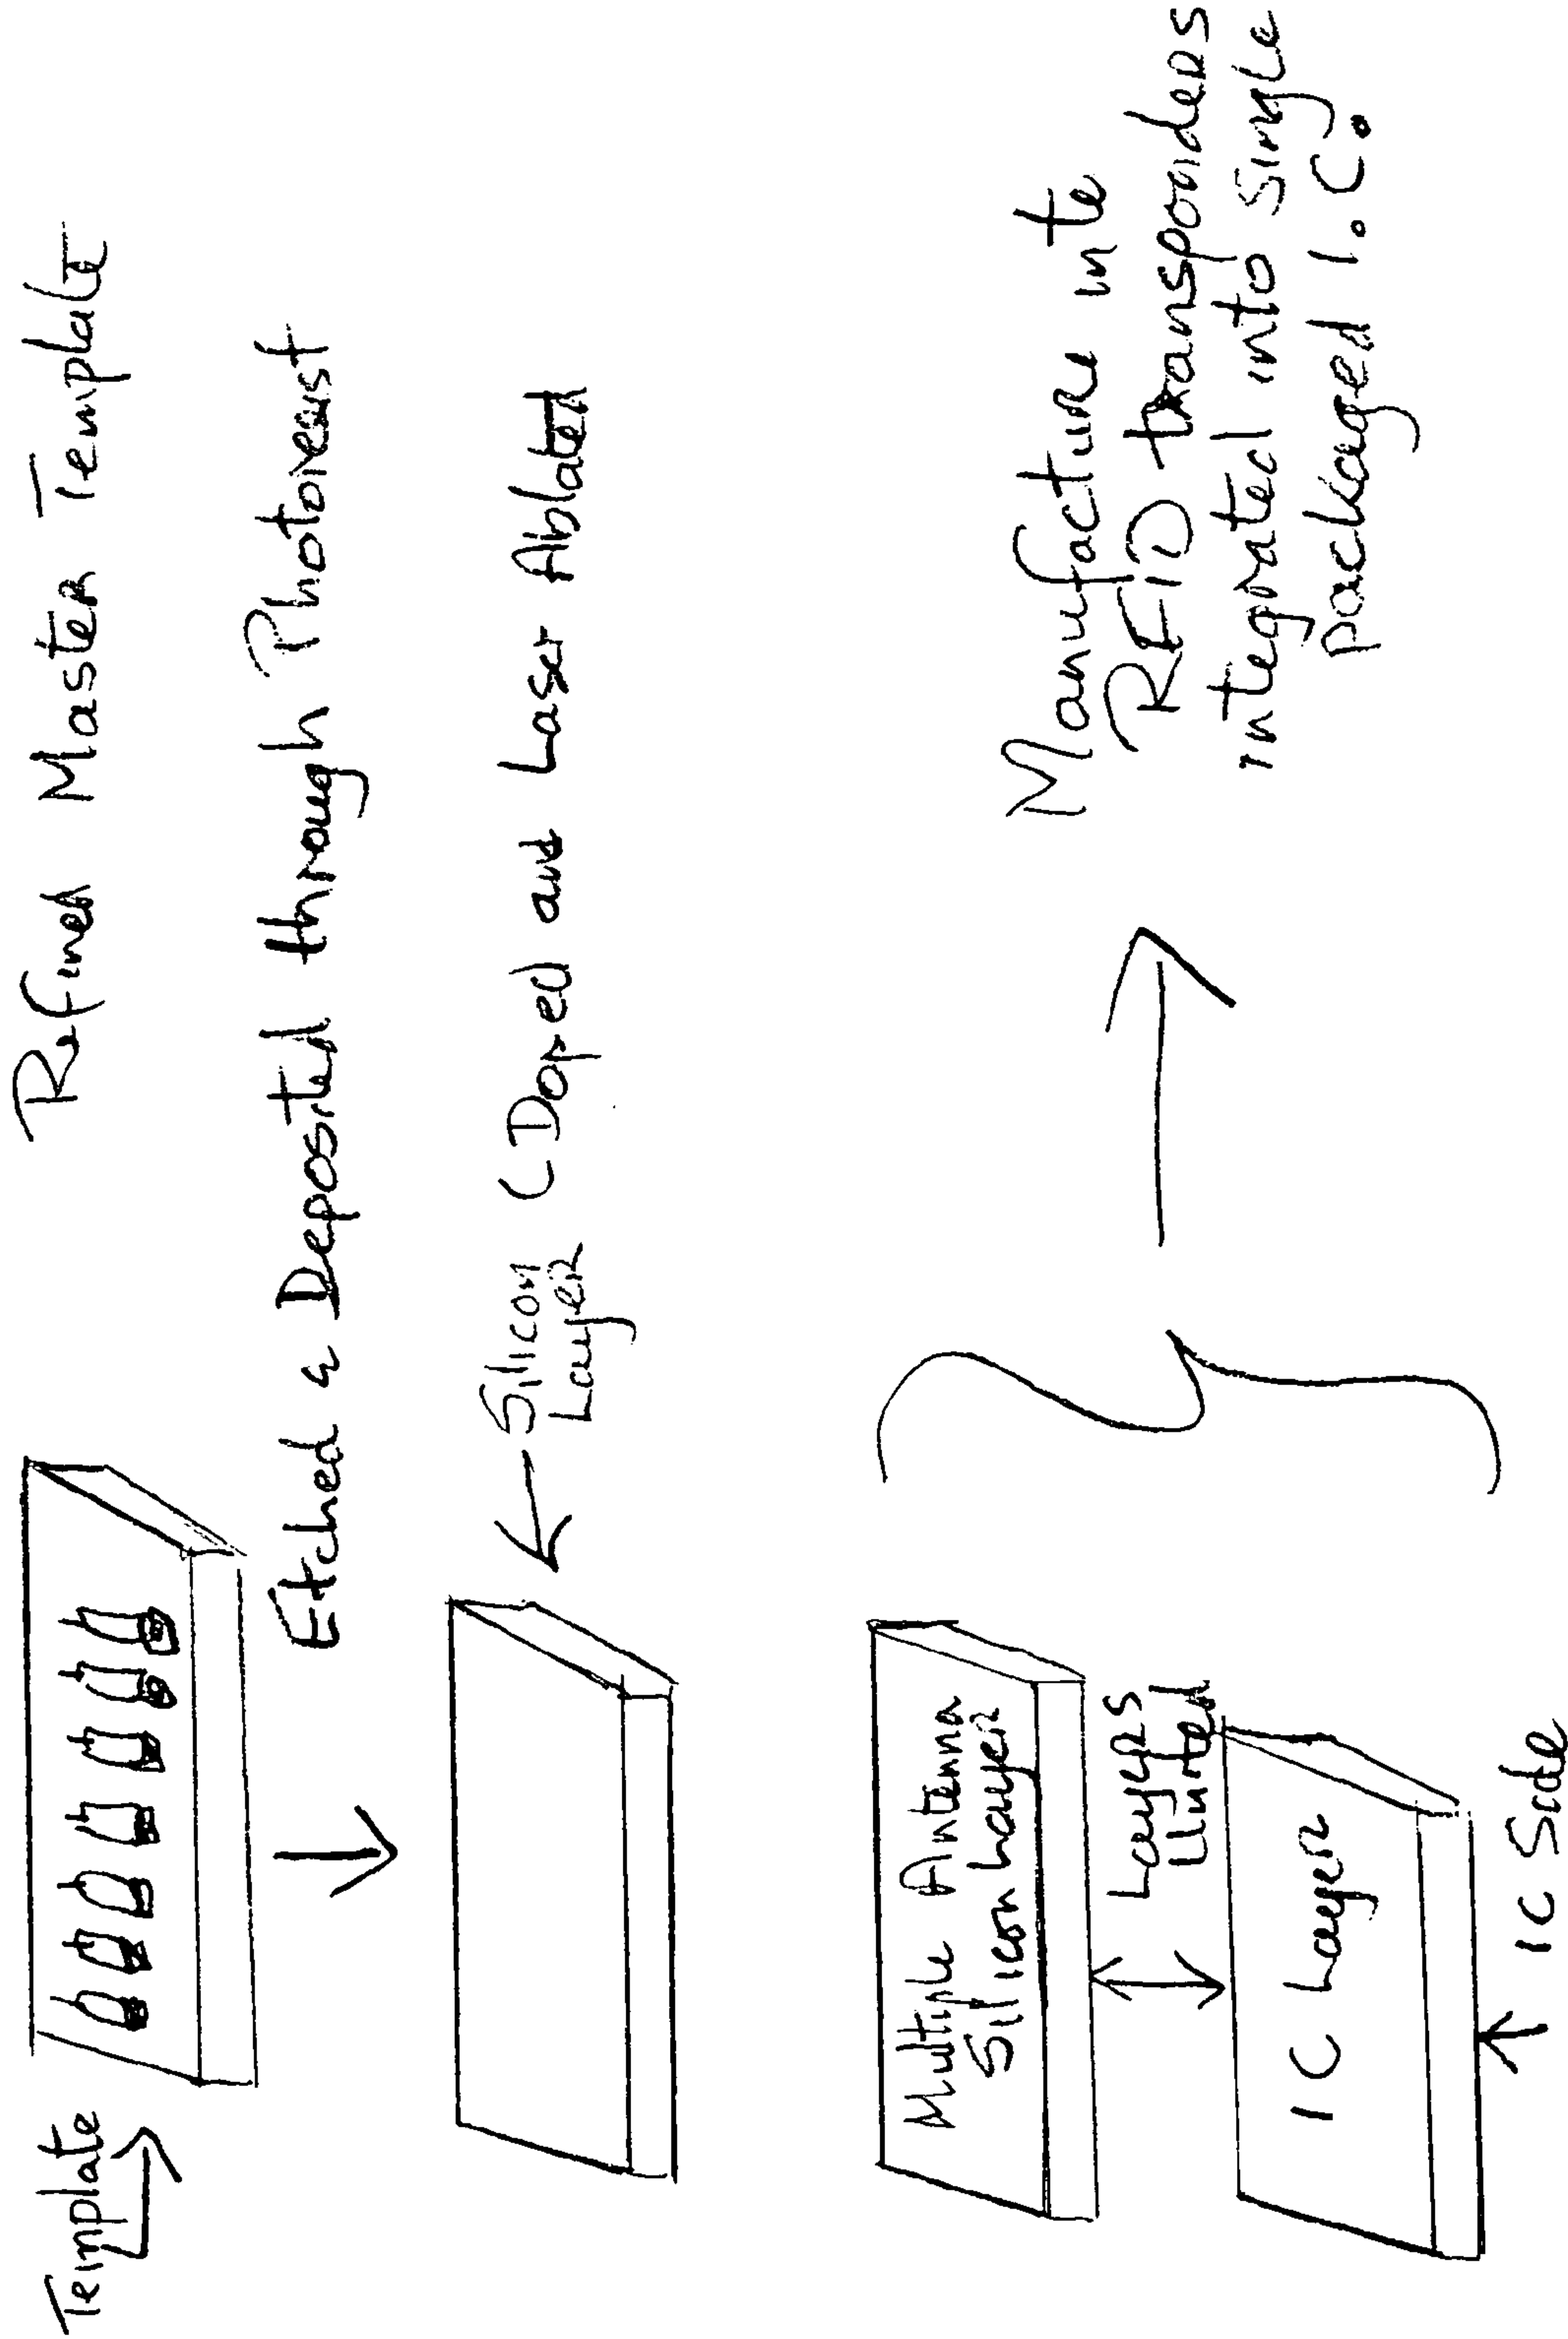 Template
Refined Master Template
Etched & Deposited through Photoresist
Silicon
Layer
(Doped and Laser Ablated
Multiple Antenna
Silicon Layer
Layers
United
IC Layer
IC Side
Manufacture inte
RFID transponders
integrated into single
packaged I.C.